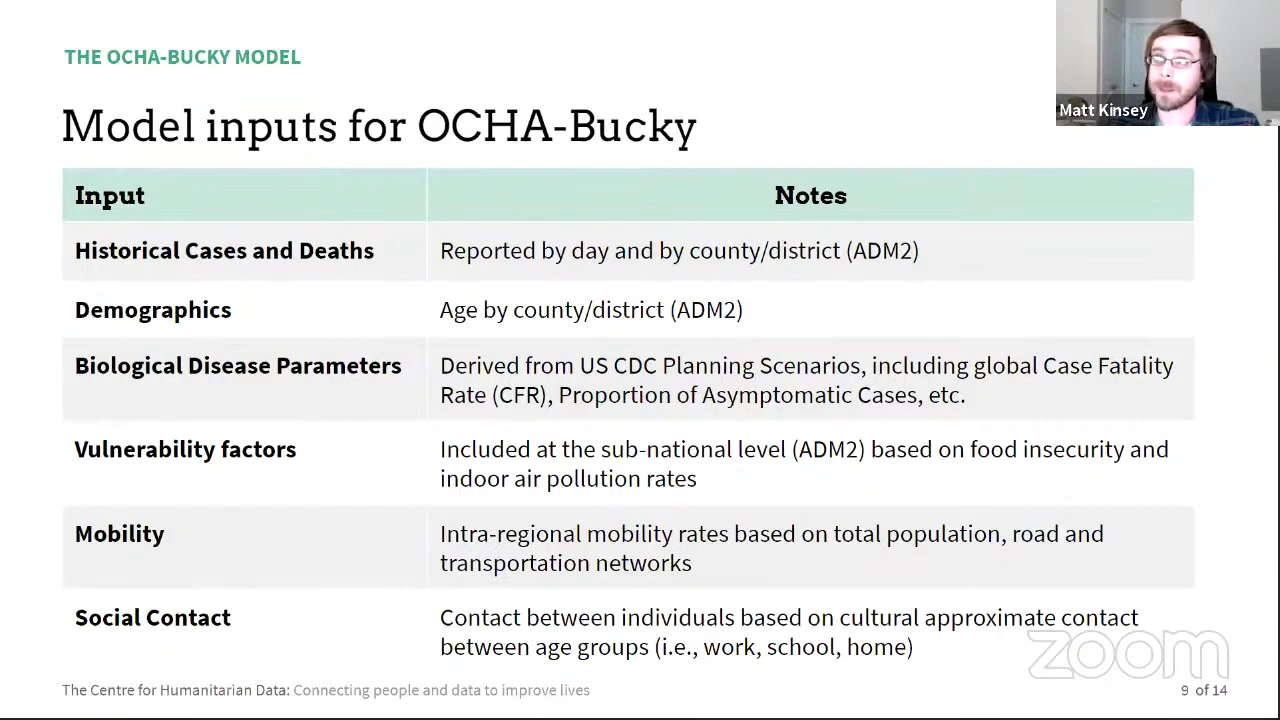 THE OCHA-BUCKY MODEL
Matt Kinsey
Model inputs for OCHA-Bucky
Input Notes
Historical Cases and Deaths Reported by day and by county/district (ADM2)
Demographics Age by county/district (ADM2)
Biological Disease Parameters Derived from US CDC Planning Scenarios, including global Case Fatality
Rate (CFR), Proportion of Asymptomatic Cases, etc.
Vulnerability factors Included at the sub-national level (ADM2) based on food insecurity and
indoor air pollution rates
Mobility Intra-regional mobility rates based on total population, road and
transportation networks
Social Contact Contact between individuals based on cultural approximate contact
between age groups (i.e., work, school, home)
zoom
The Centre for Humanitarian Data: Connecting people and data to improve lives 9 of 14